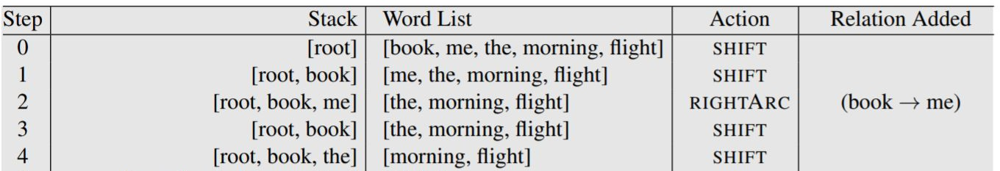 Step Stack Word List Action Relation Added
0 [root] [book, me, the, morning, flight] SHIFT
1 [root, book] [me, the, morning, flight] SHIFT
2 [root, book, me] [the, morning, flight] RIGHTARC (book → me)
3 [root, book] [the, morning, flight] SHIFT
4 [root, book, the] [morning, flight] SHIFT